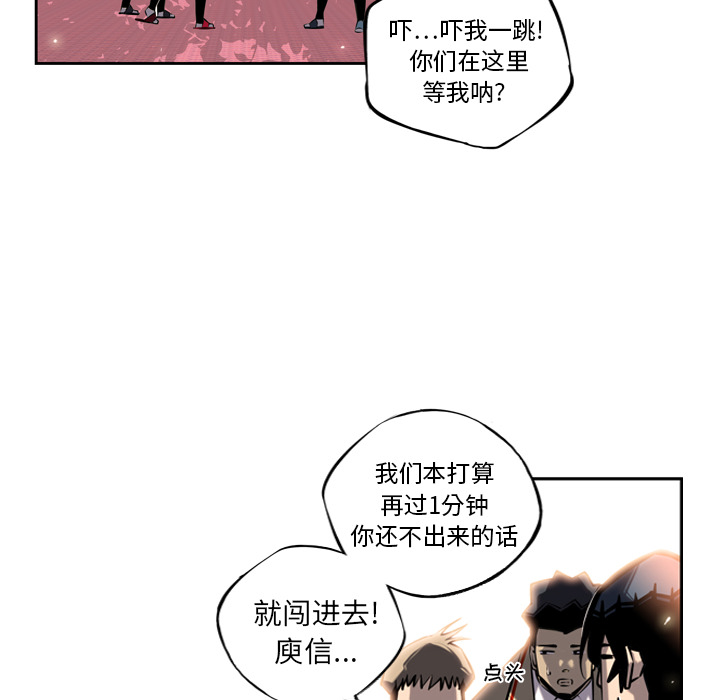 吓...吓我一跳!
你们在这里
等我呐?
我们本打算
再过1分钟
你还不出来的话
就闯进去!
庾信...
点头